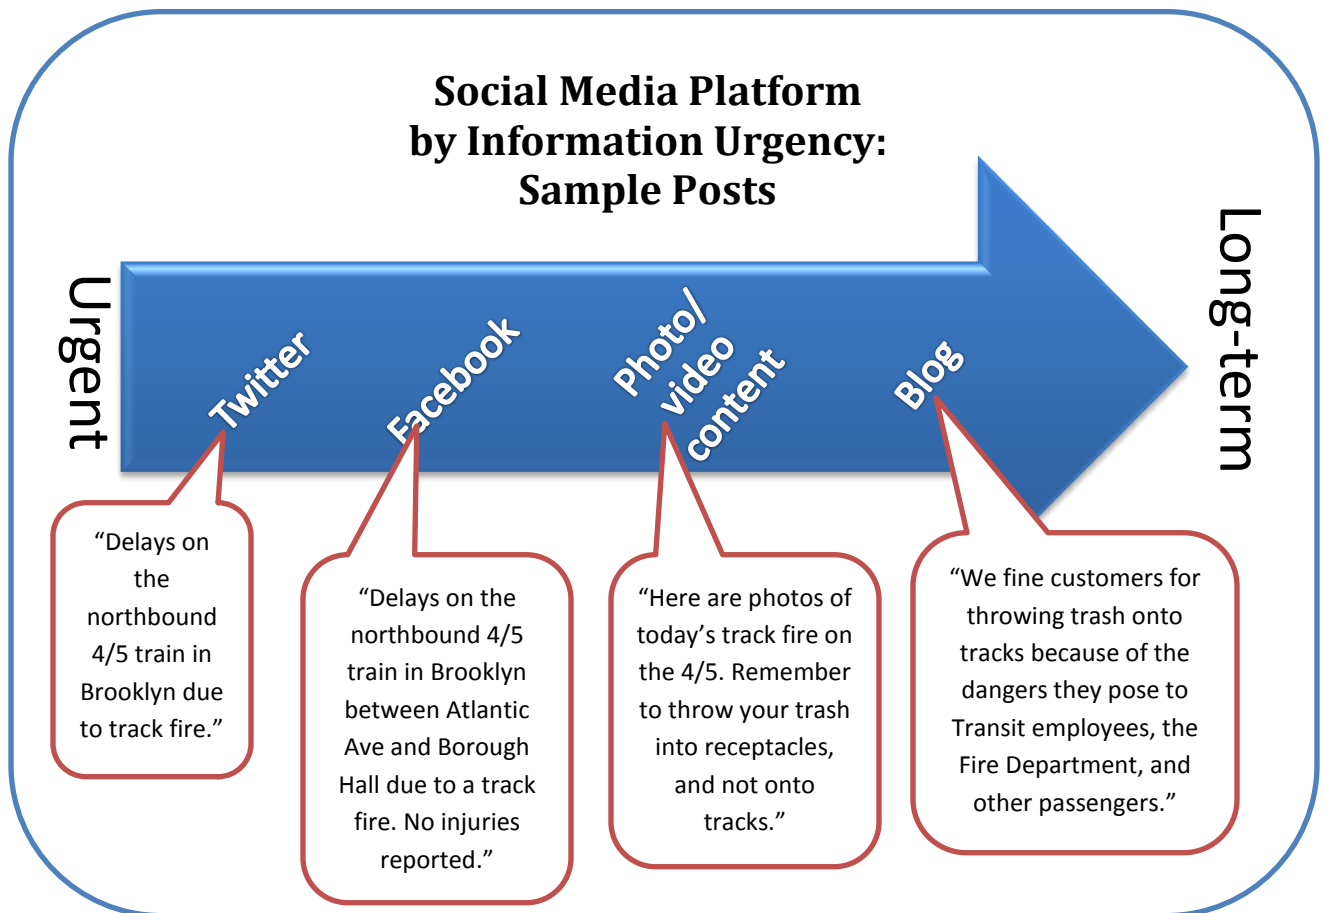 Social Media Platform
by Information Urgency:
Sample Posts
Urgent
Long-term
Twitter
Facebook
Photo/
video
content
Blog
“Delays on
the
northbound
4/5 train in
Brooklyn due
to track fire.”
“Delays on the
northbound 4/5
train in Brooklyn
between Atlantic
Ave and Borough
Hall due to a track
fire. No injuries
reported.”
“Here are photos of
today’s track fire on
the 4/5. Remember
to throw your trash
into receptacles,
and not onto
tracks.”
“We fine customers for
throwing trash onto
tracks because of the
dangers they pose to
Transit employees, the
Fire Department, and
other passengers.”